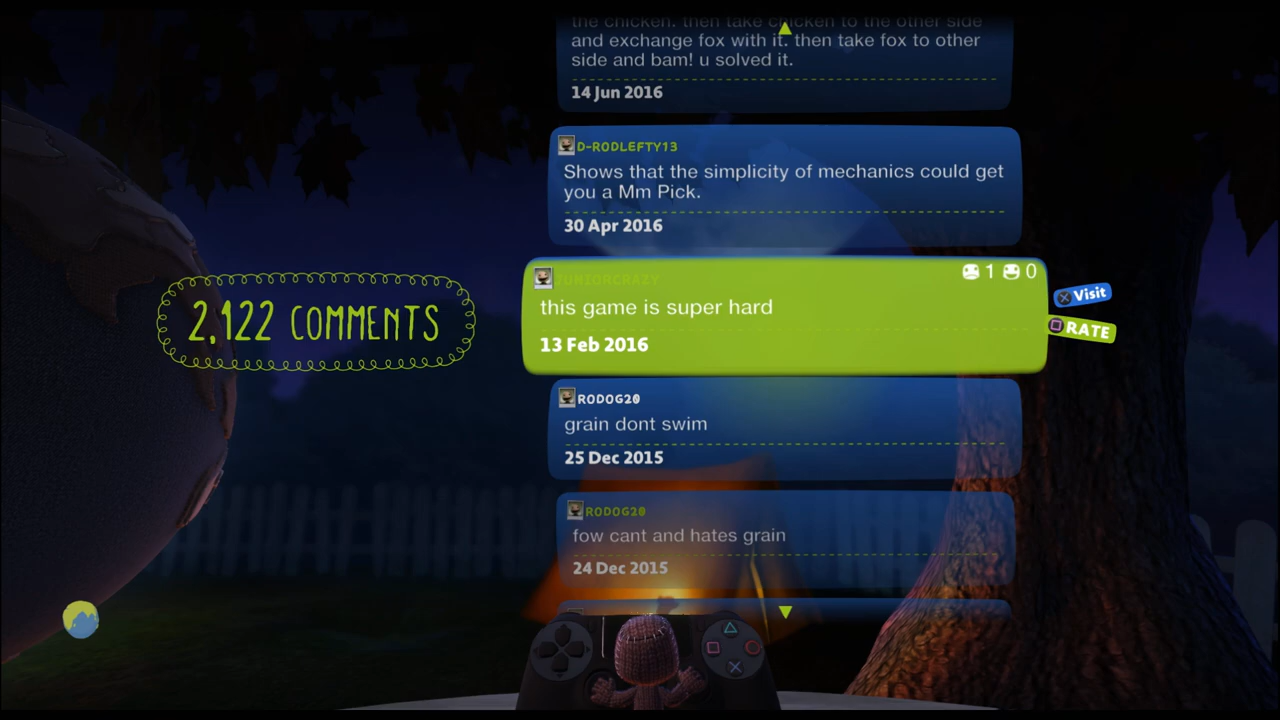 the chicken. then take chicken to the other side
and exchange fox with it. then take fox to other
side and bam! u solved it.
14 Jun 2016
D-RODLEFTY13
Shows that the simplicity of mechanics could get
you a Mm Pick.
30 Apr 2016
2,122 COMMENTS
JUNIORCRAZY
1 0
this game is super hard
13 Feb 2016
Visit
RATE
RODOG20
grain dont swim
25 Dec 2015
RODOG20
fow cant and hates grain
24 Dec 2015